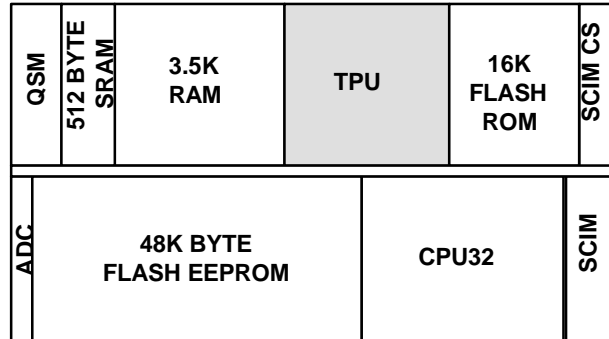 QSM
512 BYTE
SRAM
3.5K
RAM
TPU
16K
FLASH
ROM
SCIM CS
ADC
48K BYTE
FLASH EEPROM
CPU32
SCIM